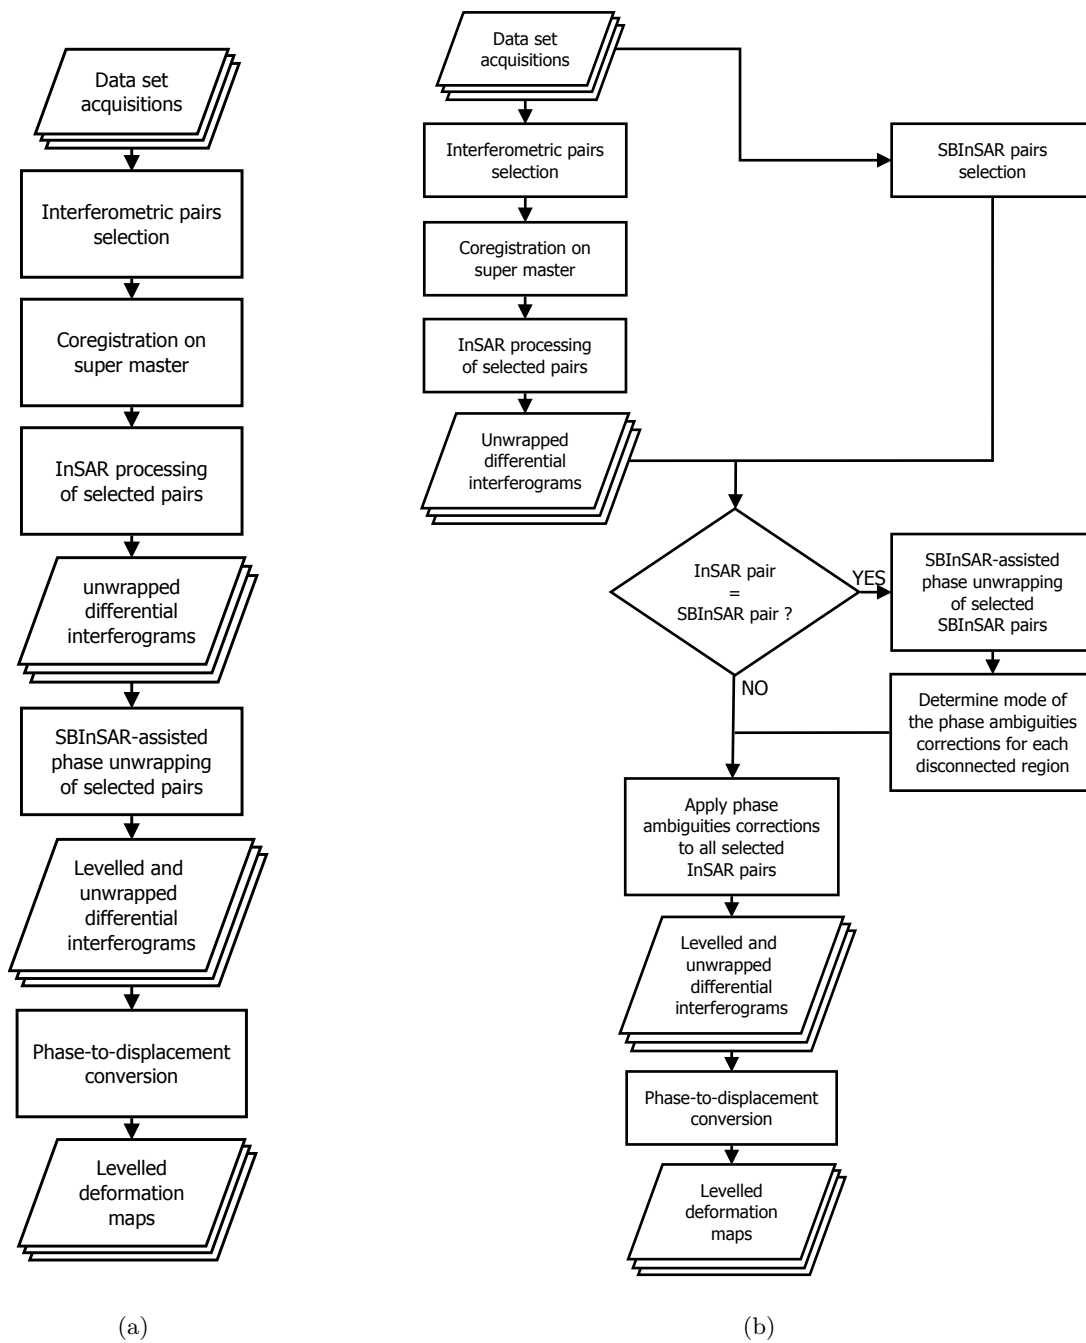 Data set
acquisitions
Interferometric pairs
selection
Coregistration on
super master
InSAR processing
of selected pairs
unwrapped
differential
interferograms
SBInSAR-assisted
phase unwrapping
of selected pairs
Levelled and
unwrapped
differential
interferograms
Phase-to-displacement
conversion
Levelled
deformation
maps
(a)
Data set
acquisitions
Interferometric pairs
selection
SBInSAR pairs
selection
Coregistration on
super master
InSAR processing
of selected pairs
Unwrapped
differential
interferograms
InSAR pair
=
SBInSAR pair ?
YES
SBInSAR-assisted
phase unwrapping
of selected
SBInSAR pairs
NO
Determine mode of
the phase ambiguities
corrections for each
disconnected region
Apply phase
ambiguities corrections
to all selected
InSAR pairs
Levelled and
unwrapped
differential
interferograms
Phase-to-displacement
conversion
Levelled
deformation
maps
(b)